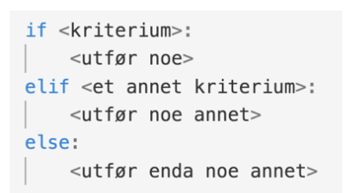 if <kriterium>:
    <utfør noe>
elif <et annet kriterium>:
    <utfør noe annet>
else:
    <utfør enda noe annet>